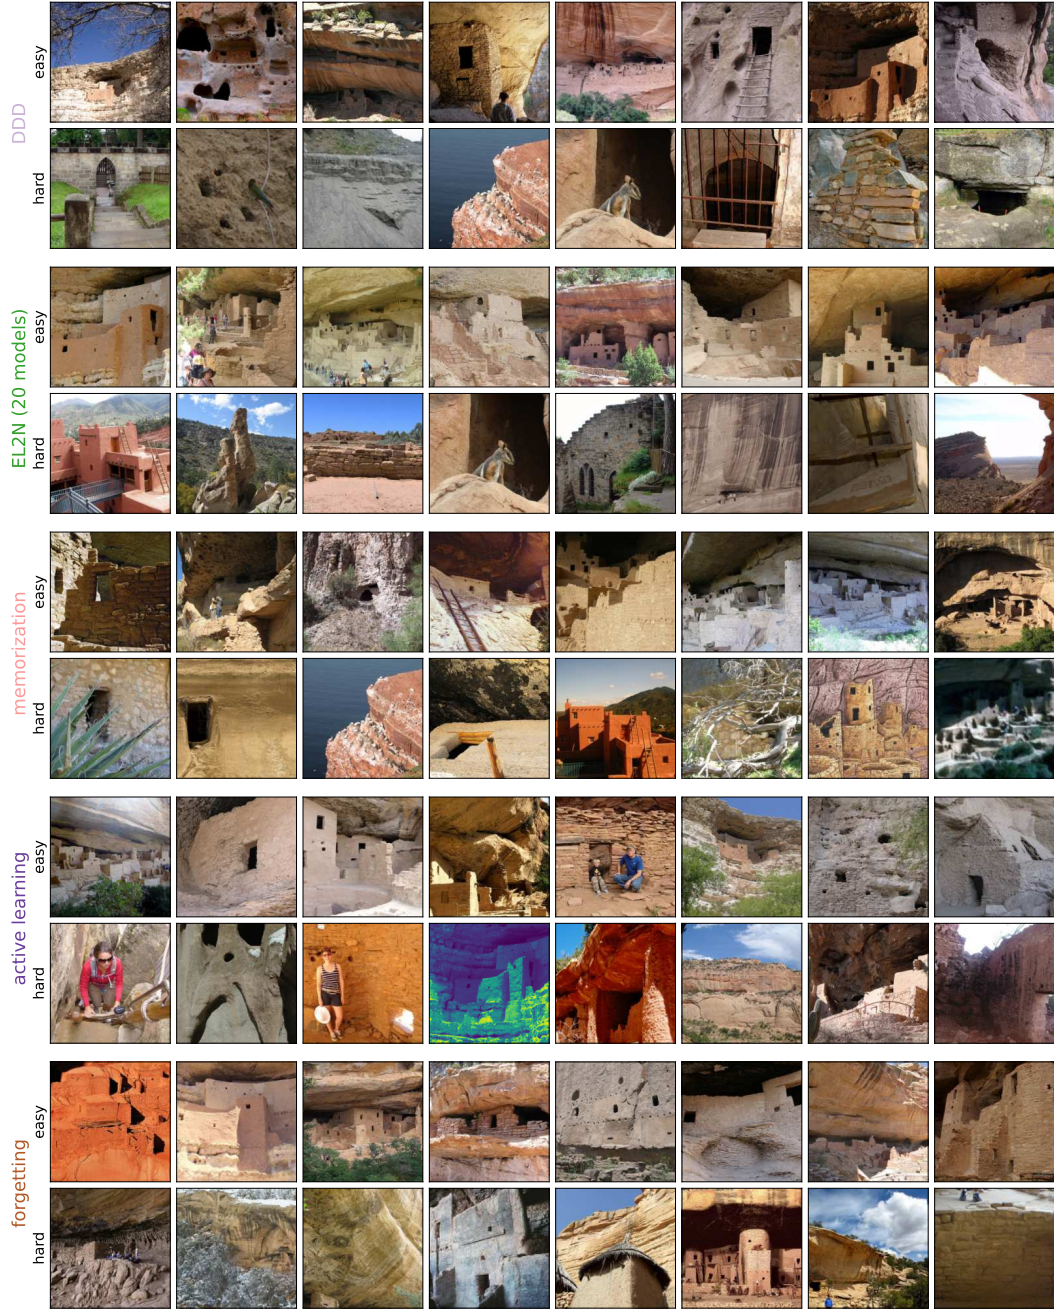 DDD
easy
hard
EL2N (20 models)
easy
hard
memorization
easy
hard
active learning
easy
hard
forgetting
easy
hard